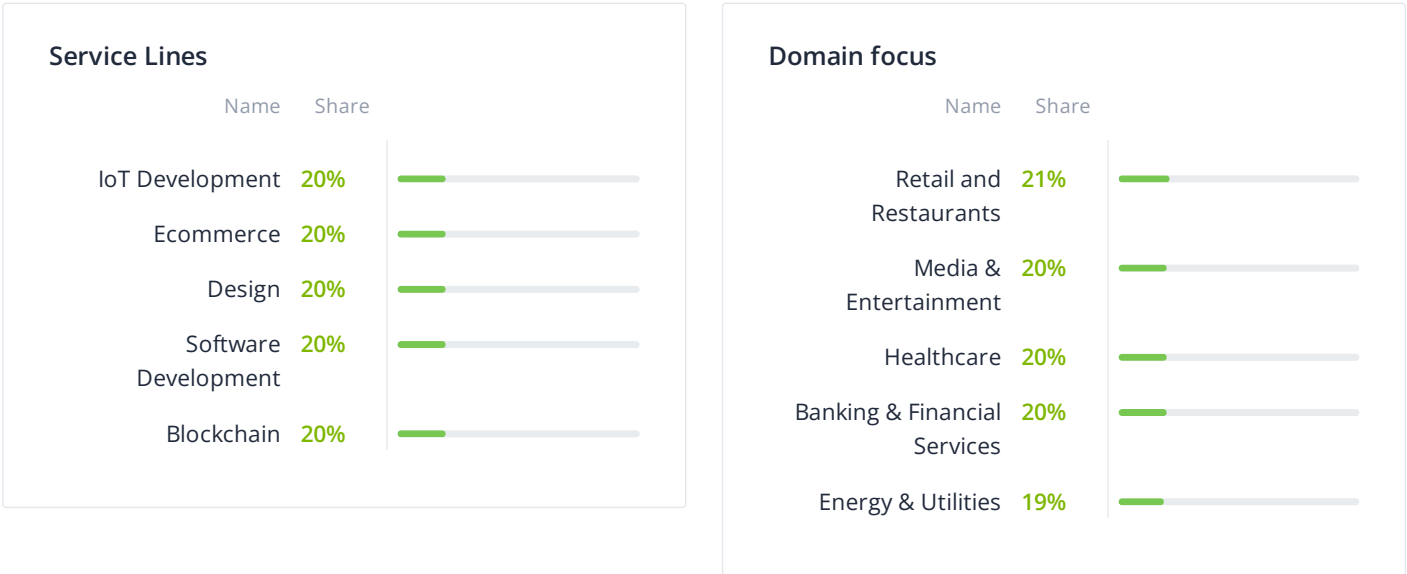 Service Lines
Name Share
IoT Development 20%
Ecommerce 20%
Design 20%
Software 20%
Development
Blockchain 20%
Domain focus
Name Share
Retail and 21%
Restaurants
Media & 20%
Entertainment
Healthcare 20%
Banking & Financial 20%
Services
Energy & Utilities 19%